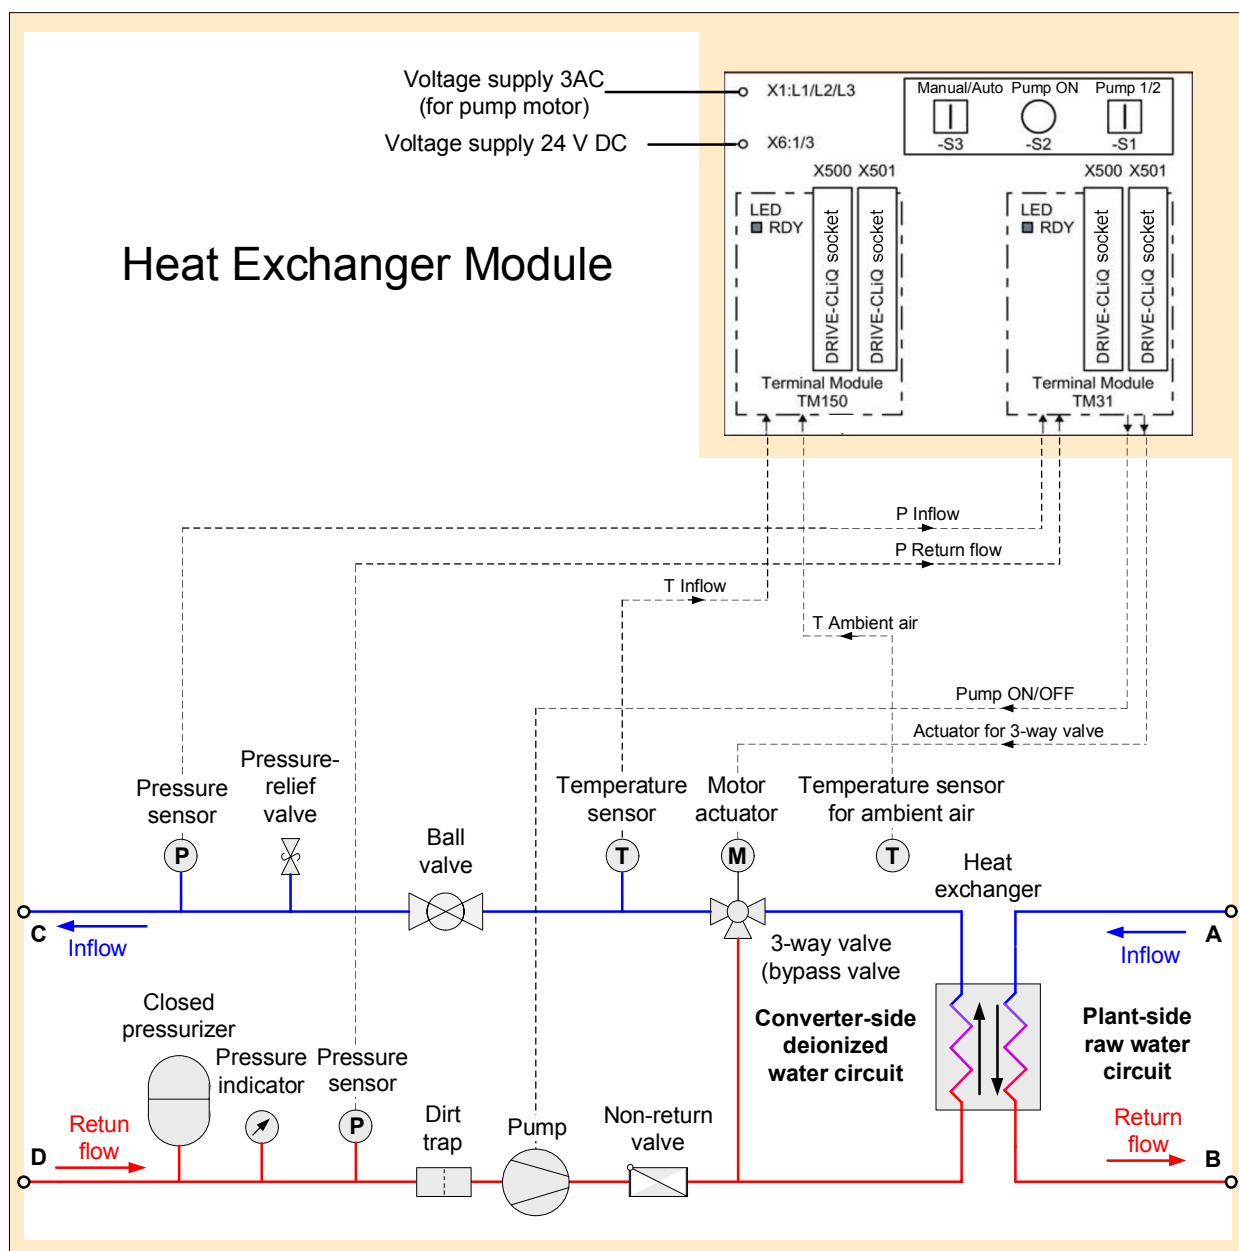 Voltage supply 3AC
(for pump motor)
Voltage supply 24 V DC
X1:L1/L2/L3
X6:1/3
Manual/Auto Pump ON Pump 1/2
-S3 -S2 -S1
X500 X501
X500 X501
LED
RDY
DRIVE-CLiQ socket
DRIVE-CLiQ socket
Terminal Module
TM150
LED
RDY
DRIVE-CLiQ socket
DRIVE-CLiQ socket
Terminal Module
TM31
Heat Exchanger Module
P Inflow
P Return flow
T Inflow
T Ambient air
Pump ON/OFF
Actuator for 3-way valve
Pressure
sensor
Pressure-
relief
valve
Ball
valve
Temperature
sensor
Motor
actuator
Temperature sensor
for ambient air
Heat
exchanger
P
T
M
T
C
Inflow
A
Inflow
3-way valve
(bypass valve
Closed
pressurizer
Pressure
indicator
Pressure
sensor
Converter-side
deionized
water circuit
Plant-side
raw water
circuit
Retun
flow
D
P
Dirt
trap
Pump
Non-return
valve
Return
flow
B